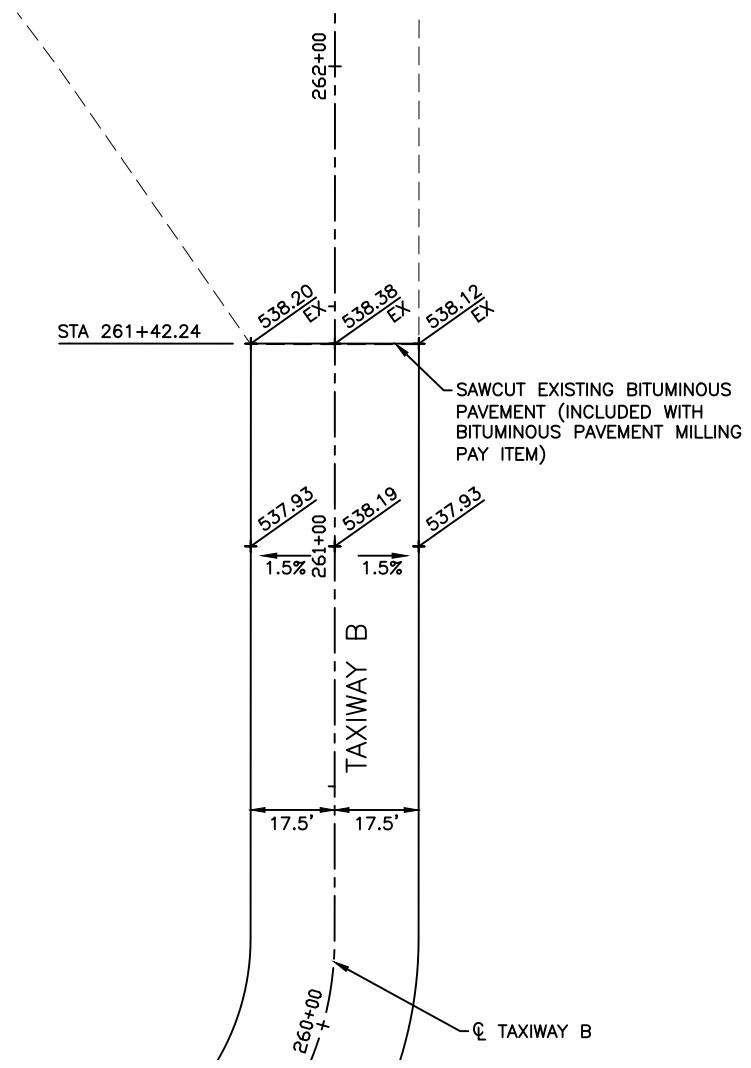 262+00
538.20
EX
538.38
EX
538.12
EX
STA 261+42.24
SAWCUT EXISTING BITUMINOUS
PAVEMENT (INCLUDED WITH
BITUMINOUS PAVEMENT MILLING
PAY ITEM)
537.93
538.19
537.93
261+00
1.5%
1.5%
TAXIWAY B
17.5'
17.5'
260+00
℄ TAXIWAY B